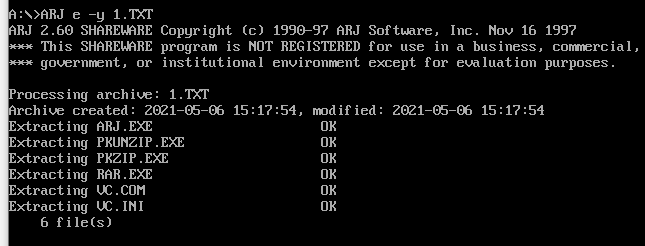 A:\>ARJ e -y 1.TXT
ARJ 2.60 SHAREWARE Copyright (c) 1990-97 ARJ Software, Inc. Nov 16 1997
*** This SHAREWARE program is NOT REGISTERED for use in a business, commercial,
*** government, or institutional environment except for evaluation purposes.
Processing archive: 1.TXT
Archive created: 2021-05-06 15:17:54, modified: 2021-05-06 15:17:54
Extracting ARJ.EXE OK
Extracting PKUNZIP.EXE OK
Extracting PKZIP.EXE OK
Extracting RAR.EXE OK
Extracting VC.COM OK
Extracting VC.INI OK
6 file(s)